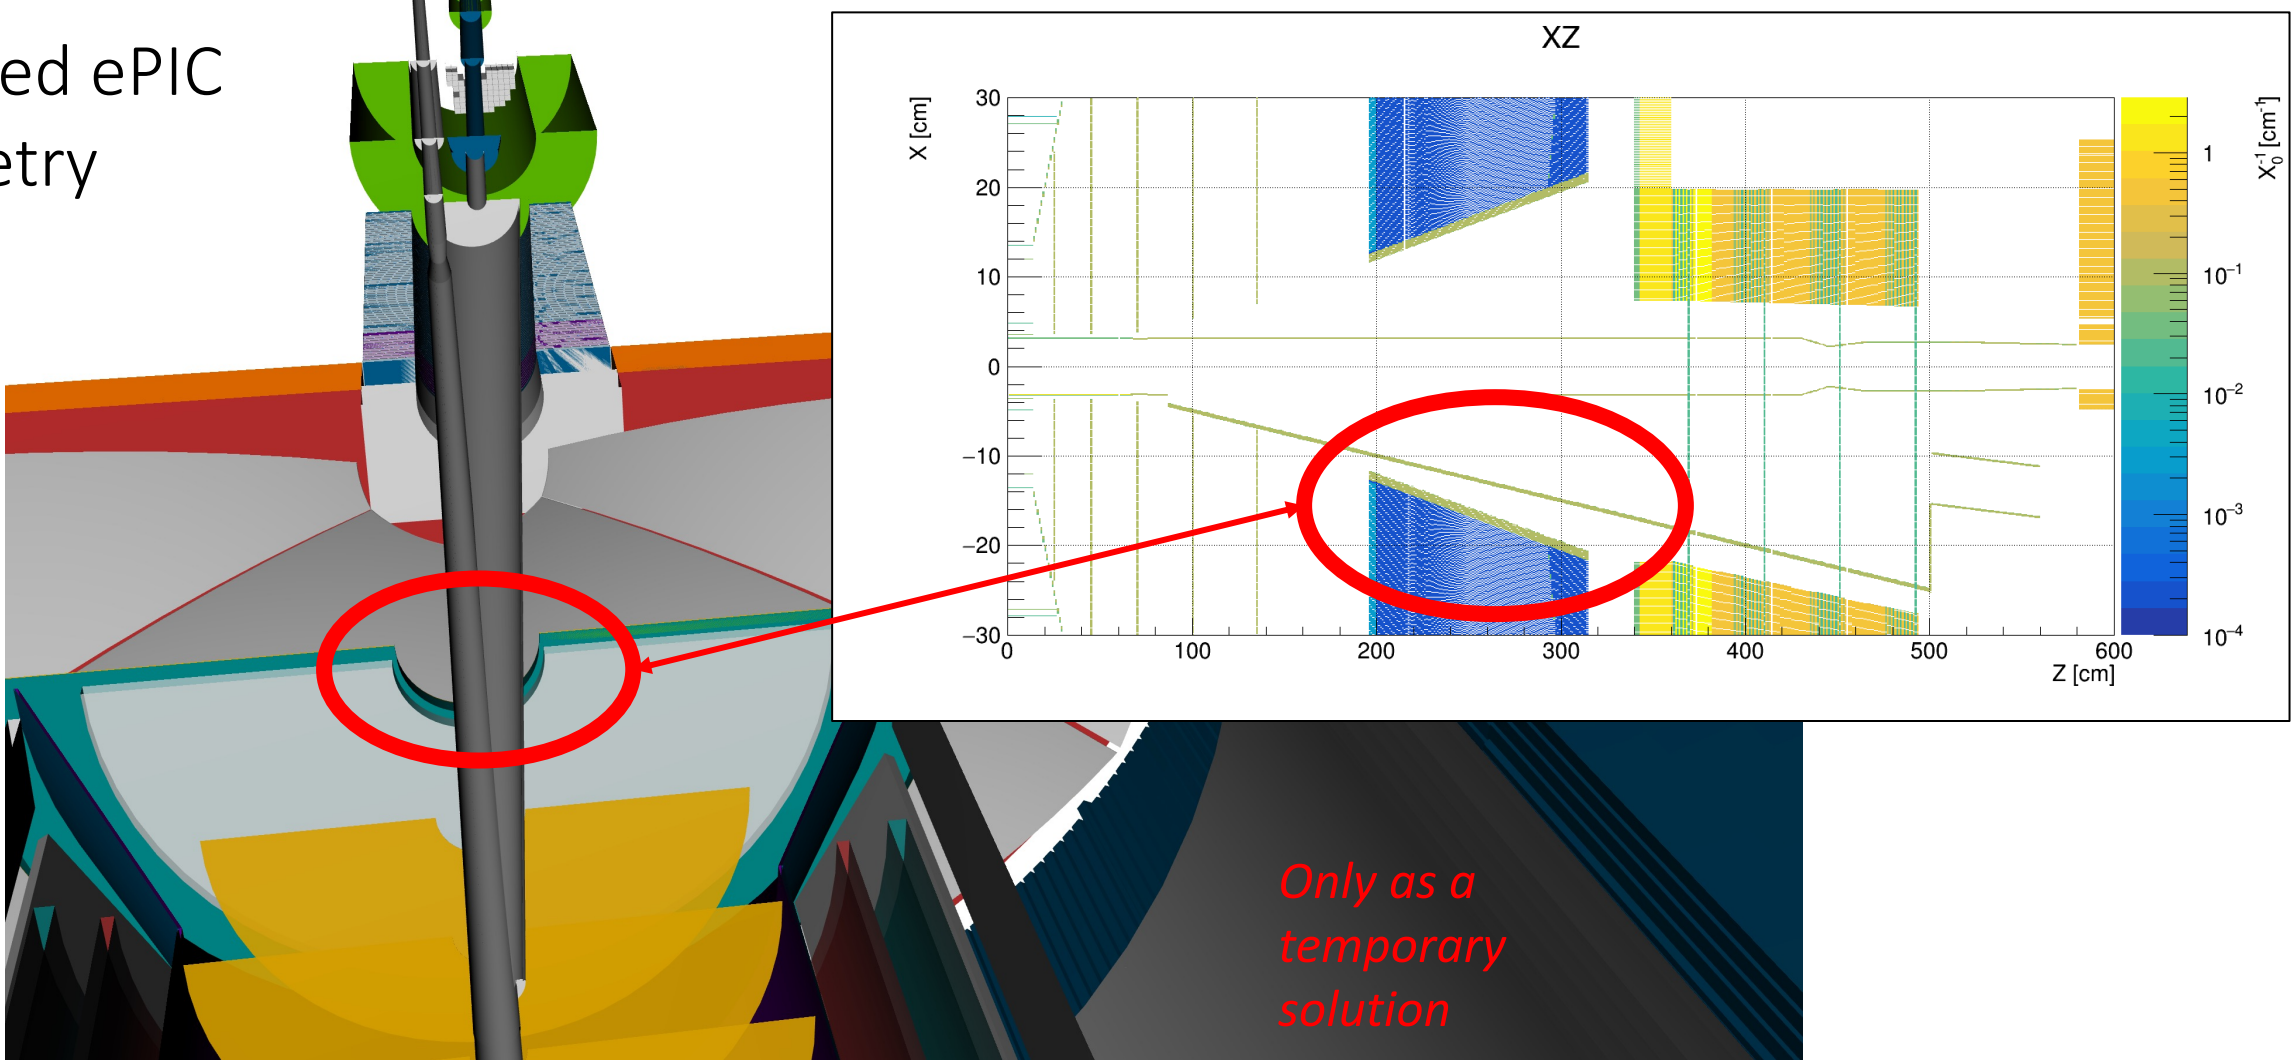 ed ePIC
etry
XZ
X [cm]
30
20
10
0
−10
−20
−30
0 100 200 300 400 500 600
Z [cm]
X₀⁻¹ [cm⁻¹]
1
10⁻¹
10⁻²
10⁻³
10⁻⁴
Only as a
temporary
solution